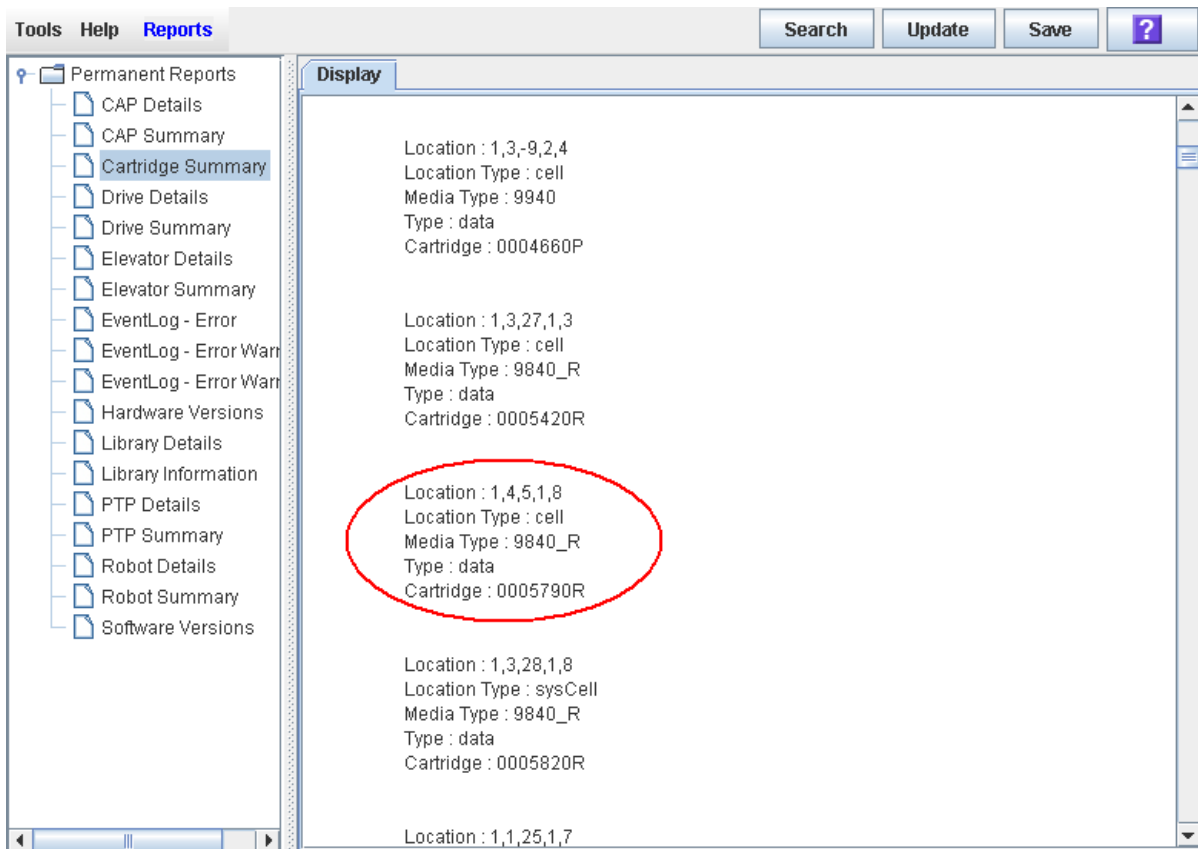 Tools Help Reports
Search Update Save ?
Permanent Reports
CAP Details
CAP Summary
Cartridge Summary
Drive Details
Drive Summary
Elevator Details
Elevator Summary
EventLog - Error
EventLog - Error Warr
EventLog - Error Warr
Hardware Versions
Library Details
Library Information
PTP Details
PTP Summary
Robot Details
Robot Summary
Software Versions
Display
Location : 1,3,-9,2,4
Location Type : cell
Media Type : 9940
Type : data
Cartridge : 0004660P
Location : 1,3,27,1,3
Location Type : cell
Media Type : 9840_R
Type : data
Cartridge : 0005420R
Location : 1,4,5,1,8
Location Type : cell
Media Type : 9840_R
Type : data
Cartridge : 0005790R
Location : 1,3,28,1,8
Location Type : sysCell
Media Type : 9840_R
Type : data
Cartridge : 0005820R
Location : 1,1,25,1,7